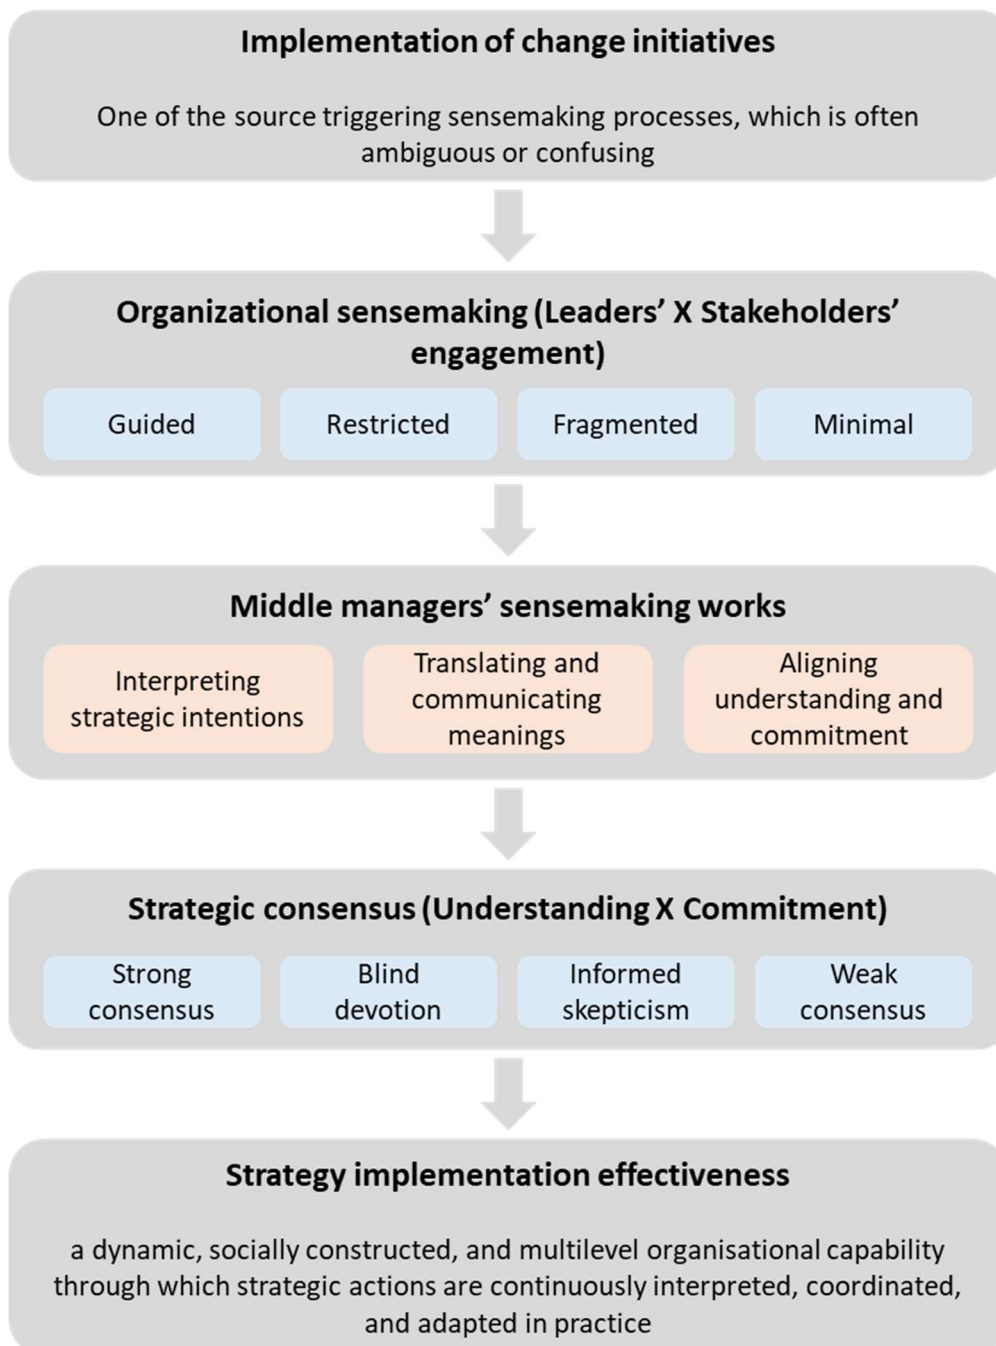 Implementation of change initiatives
One of the source triggering sensemaking processes, which is often
ambiguous or confusing
Organizational sensemaking (Leaders’ X Stakeholders’
engagement)
Guided
Restricted
Fragmented
Minimal
Middle managers’ sensemaking works
Interpreting
strategic intentions
Translating and
communicating
meanings
Aligning
understanding and
commitment
Strategic consensus (Understanding X Commitment)
Strong
consensus
Blind
devotion
Informed
skepticism
Weak
consensus
Strategy implementation effectiveness
a dynamic, socially constructed, and multilevel organisational capability
through which strategic actions are continuously interpreted, coordinated,
and adapted in practice